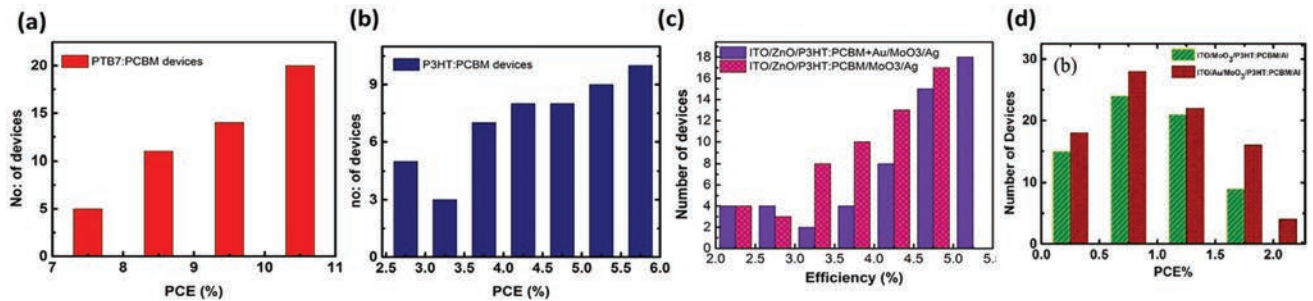 (a)
PTB7:PCBM devices
No: of devices
20
15
10
5
0
7 8 9 10 11
PCE (%)
(b)
P3HT:PCBM devices
no: of devices
9
6
3
0
2.5 3.0 3.5 4.0 4.5 5.0 5.5 6.0
PCE (%)
(c)
ITO/ZnO/P3HT:PCBM+Au/MoO3/Ag
ITO/ZnO/P3HT:PCBM/MoO3/Ag
Number of devices
18
16
14
12
10
8
6
4
2
0
2.0 2.5 3.0 3.5 4.0 4.5 5.0 5.
Efficiency (%)
(d)
(b)
ITO/MoO3/P3HT:PCBM/Al
ITO/Au/MoO3/P3HT:PCBM/Al
Number of Devices
30
20
10
0
0.0 0.5 1.0 1.5 2.0
PCE%